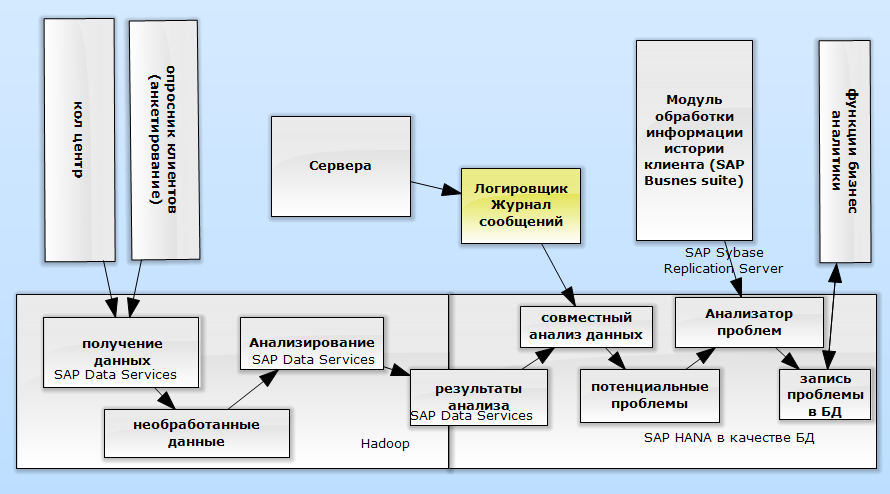 кол центр
опросник клиентов
(анкетирование)
Сервера
Логировщик
Журнал
сообщений
Модуль
обработки
информации
истории
клиента (SAP
Busnes suite)
функции бизнес
аналитики
SAP Sybase
Replication Server
получение
данных
SAP Data Services
Анализирование
SAP Data Services
необработанные
данные
Hadoop
результаты
анализа
SAP Data Services
совместный
анализ данных
потенциальные
проблемы
Анализатор
проблем
запись
проблемы
в БД
SAP HANA в качестве БД